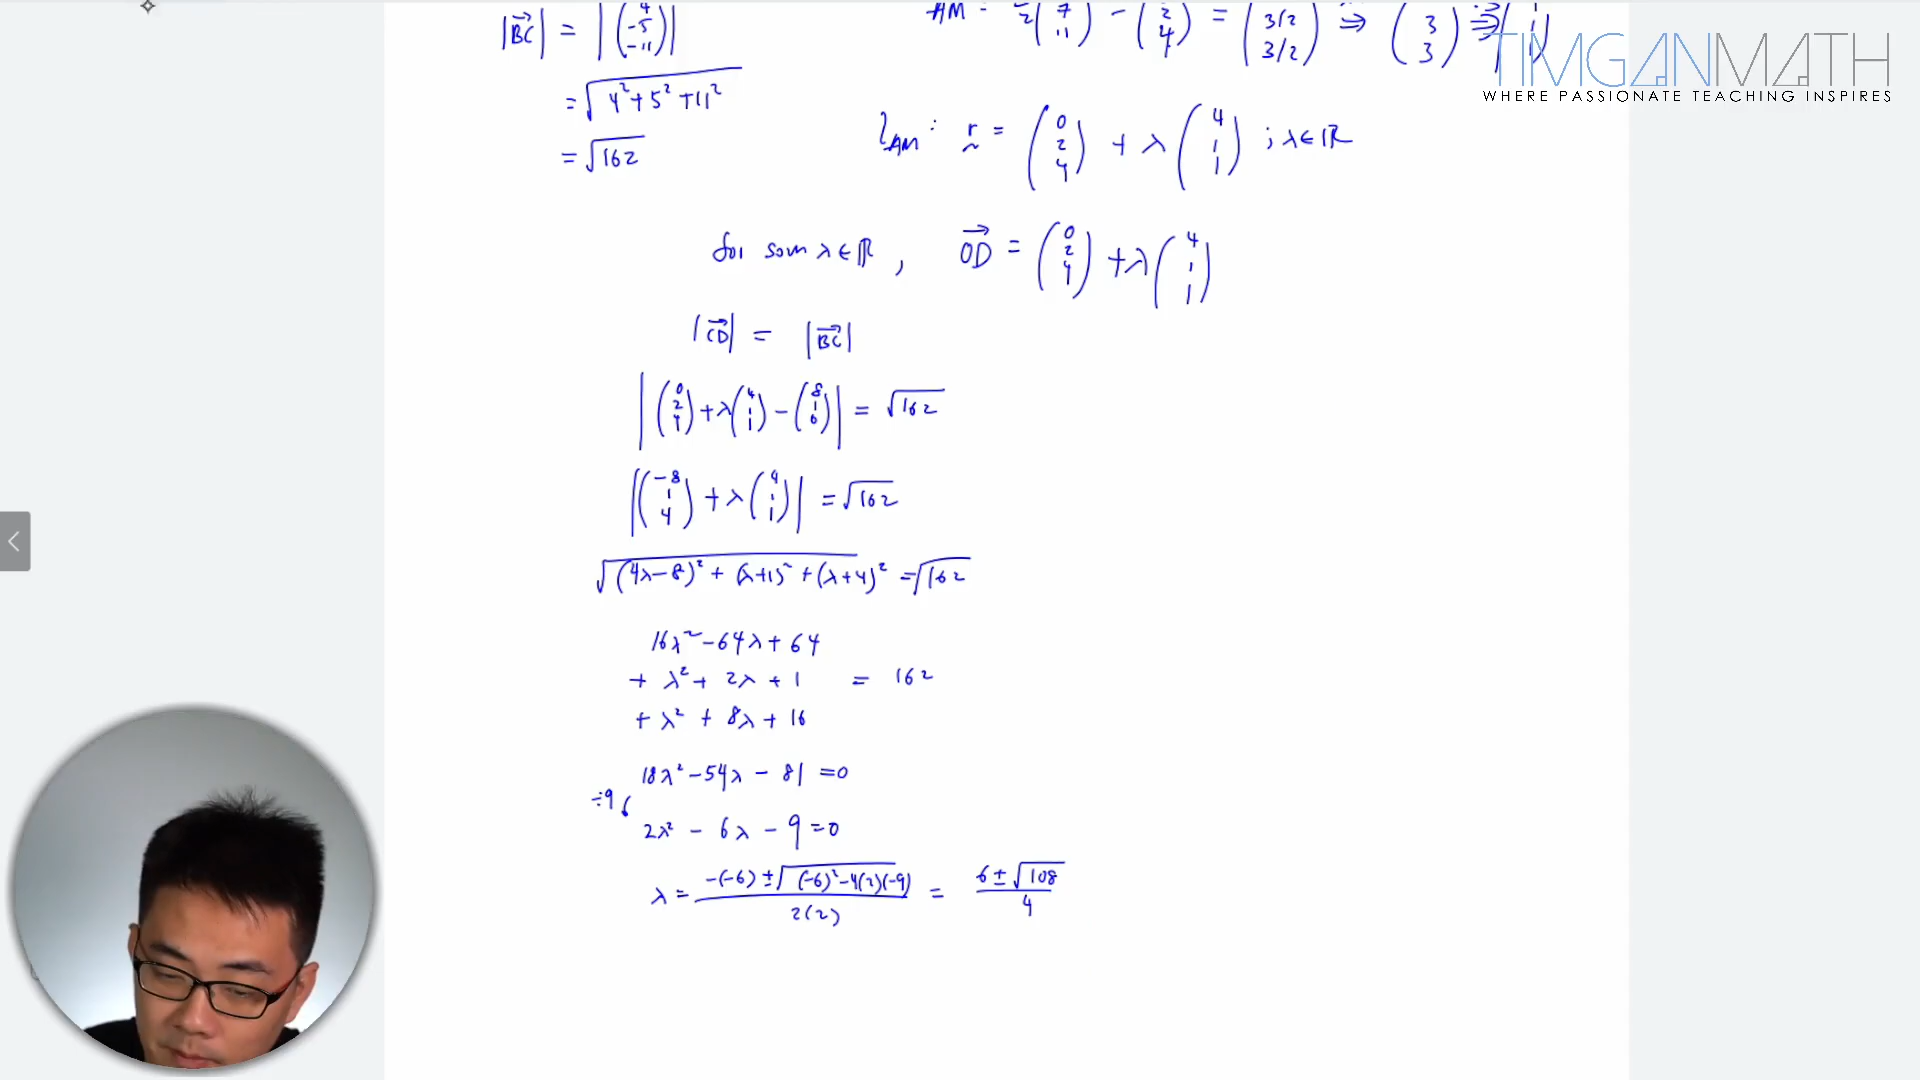 |BC| = |(4 -5 -11)|
= √4² + 5² + 11²
= √162
AM : 1/2 (7 11) - (2 4) = (3/2 3/2) ⇒ (3 3) ⇒ (1 1)
TIMGANMATH
WHERE PASSIONATE TEACHING INSPIRES
l_AM : r = (0 2 4) + λ (4 1 1) ; λ ∈ ℝ
for som λ ∈ ℝ , OD = (0 2 4) + λ (4 1 1)
|CD| = |BC|
|(0 2 4) + λ (4 1 1) - (8 1 0)| = √162
|(-8 1 4) + λ (4 1 1)| = √162
√(4λ-8)² + (λ+1)² + (λ+4)² = √162
16λ² - 64λ + 64
+ λ² + 2λ + 1 = 162
+ λ² + 8λ + 16
18λ² - 54λ - 81 = 0
÷9
2λ² - 6λ - 9 = 0
λ = -(-6) ± √(-6)² - 4(2)(-9) / 2(2) = 6 ± √108 / 4